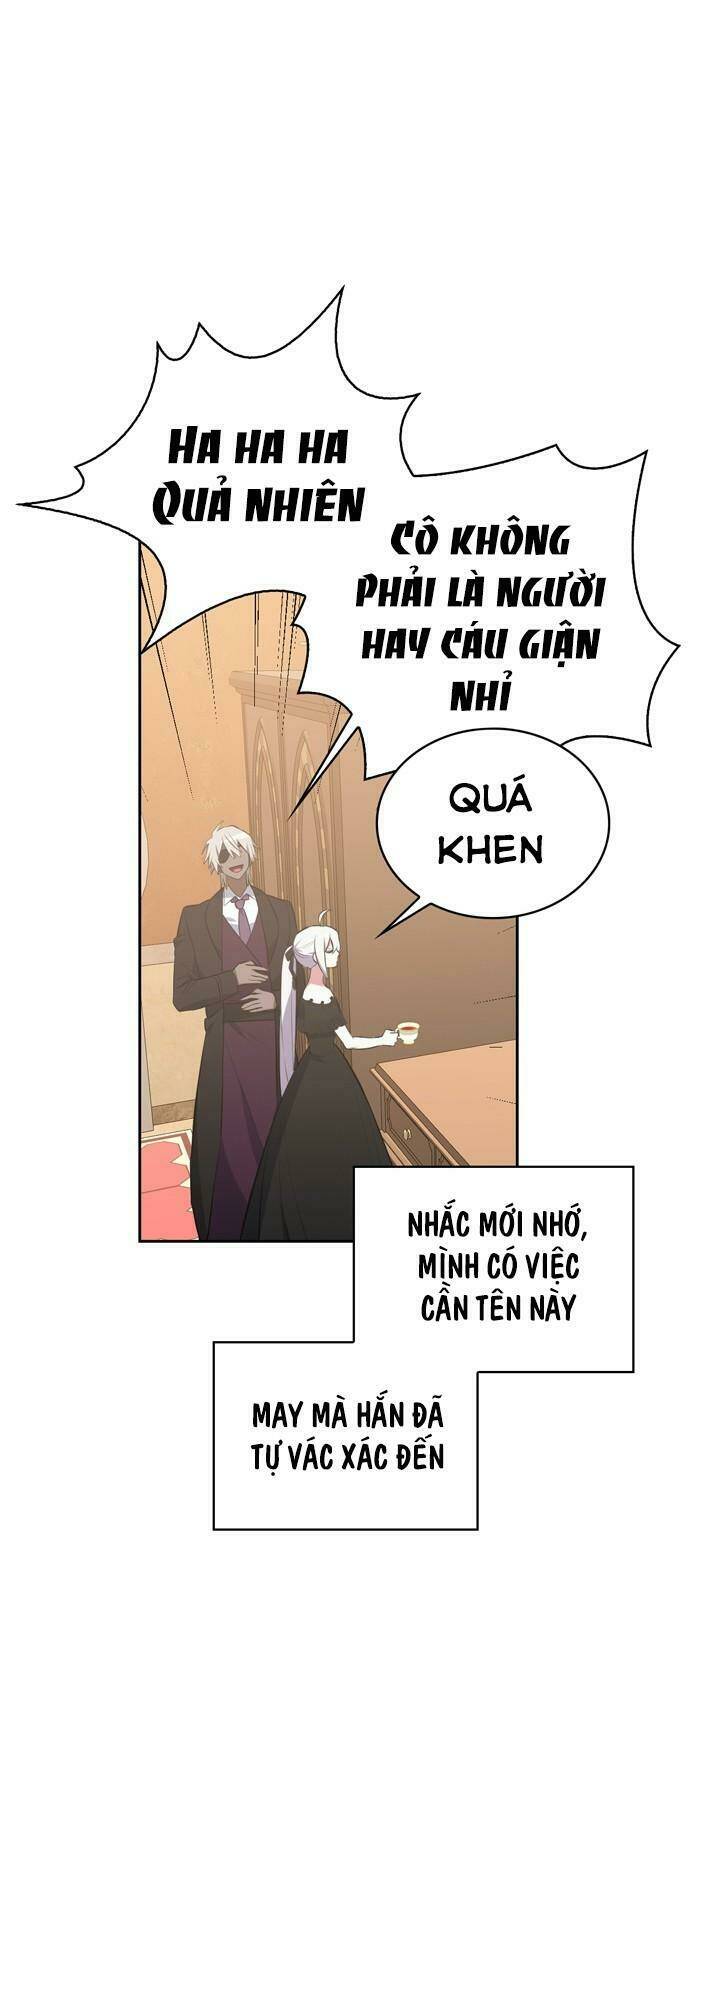 HA HA HA
QUẢ NHIÊN
CÔ KHÔNG
PHẢI LÀ NGƯỜI
HAY CÁU GIẬN
NHỈ
QUÁ
KHEN
NHẮC MỚI NHỚ,
MÌNH CÓ VIỆC
CẦN TÊN NÀY
MAY MÀ HẮN ĐÃ
TỰ VÁC XÁC ĐẾN